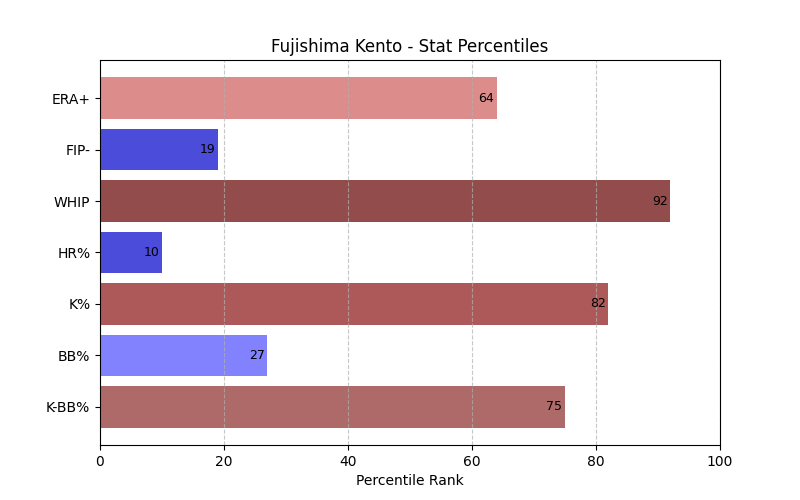 Fujishima Kento - Stat Percentiles
ERA+ 64
FIP- 19
WHIP 92
HR% 10
K% 82
BB% 27
K-BB% 75
0 20 40 60 80 100
Percentile Rank